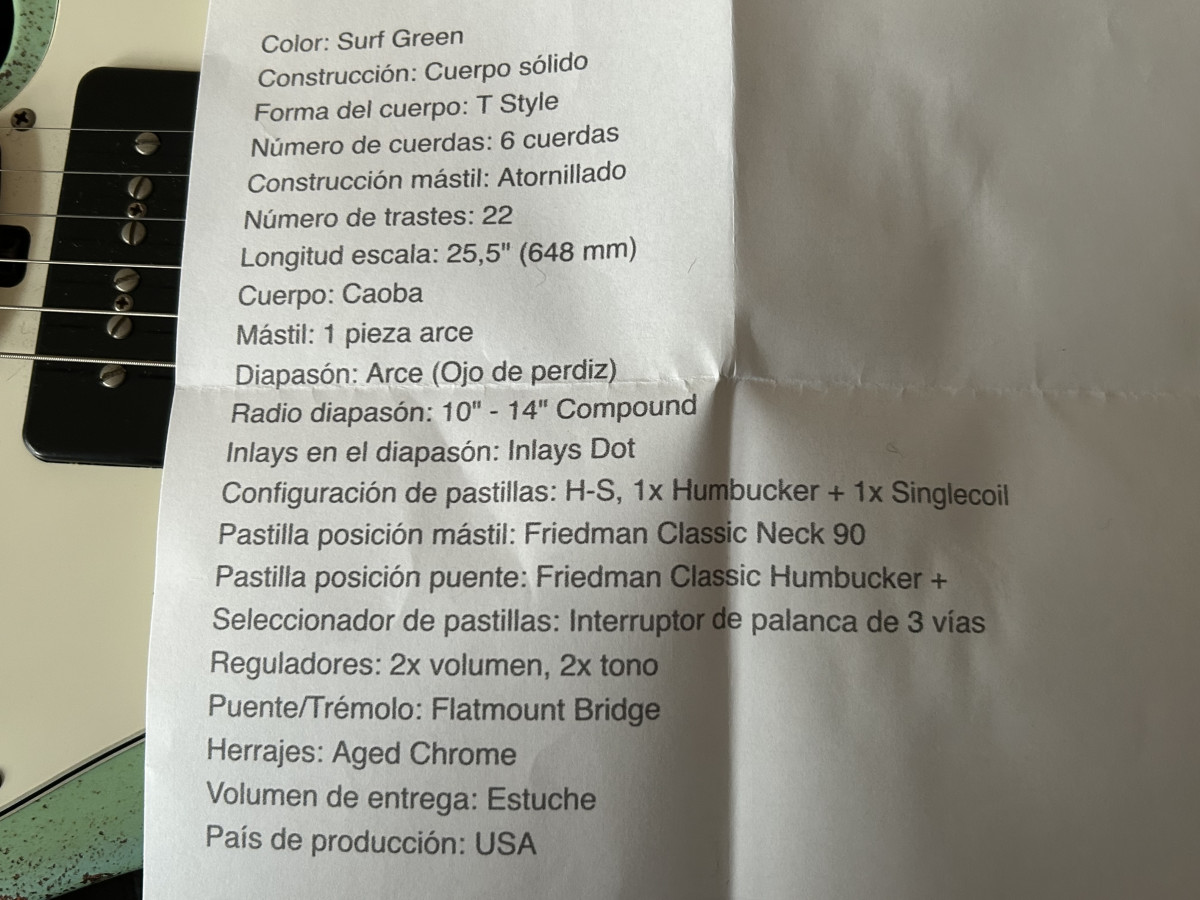 Color: Surf Green
Construcción: Cuerpo sólido
Forma del cuerpo: T Style
Número de cuerdas: 6 cuerdas
Construcción mástil: Atornillado
Número de trastes: 22
Longitud escala: 25,5" (648 mm)
Cuerpo: Caoba
Mástil: 1 pieza arce
Diapasón: Arce (Ojo de perdiz)
Radio diapasón: 10" - 14" Compound
Inlays en el diapasón: Inlays Dot
Configuración de pastillas: H-S, 1x Humbucker + 1x Singlecoil
Pastilla posición mástil: Friedman Classic Neck 90
Pastilla posición puente: Friedman Classic Humbucker +
Seleccionador de pastillas: Interruptor de palanca de 3 vías
Reguladores: 2x volumen, 2x tono
Puente/Trémolo: Flatmount Bridge
Herrajes: Aged Chrome
Volumen de entrega: Estuche
País de producción: USA